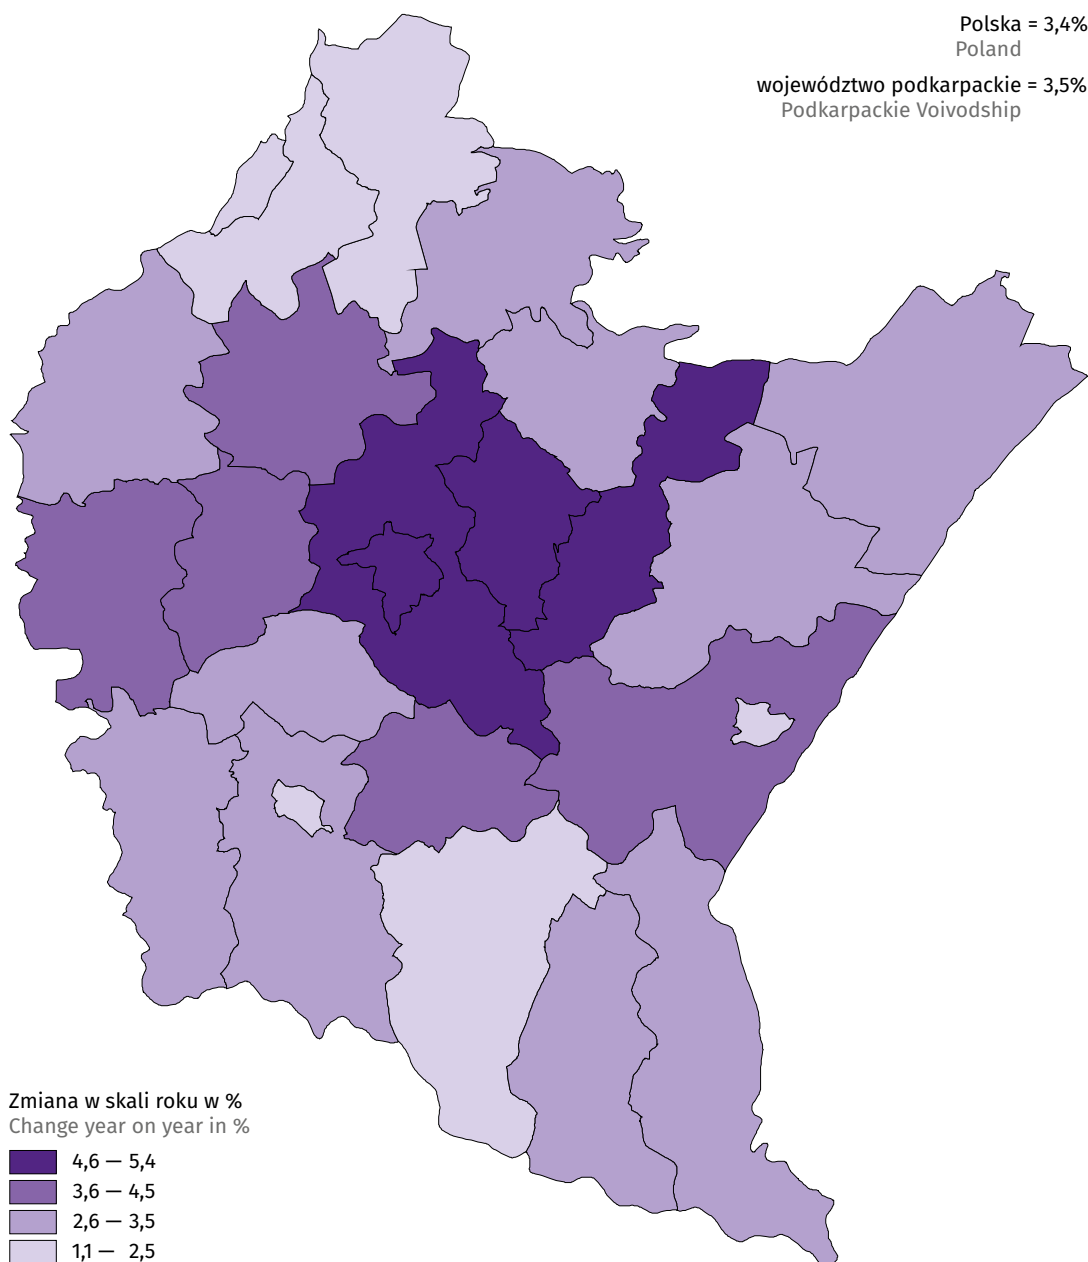 Polska = 3,4%
Poland
województwo podkarpackie = 3,5%
Podkarpackie Voivodship
Zmiana w skali roku w %
Change year on year in %
4,6 — 5,4
3,6 — 4,5
2,6 — 3,5
1,1 — 2,5